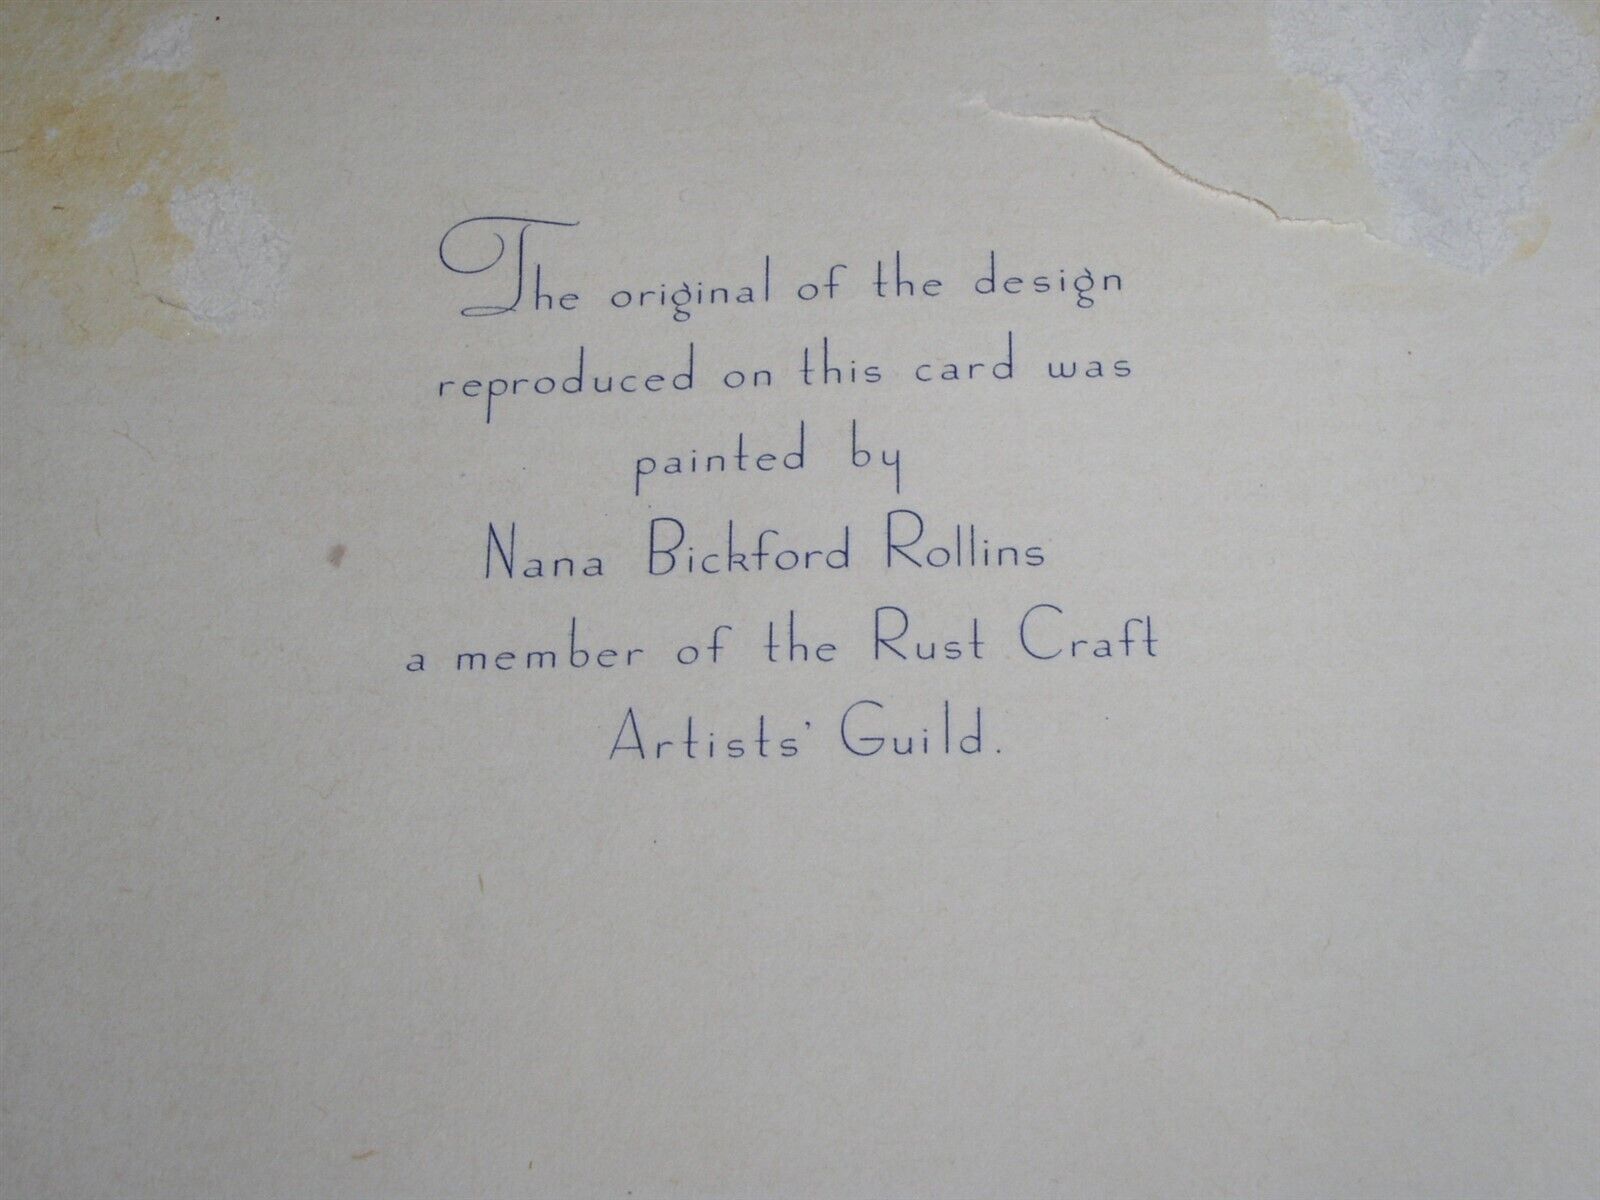 The original of the design
reproduced on this card was
painted by
Nana Bickford Rollins
a member of the Rust Craft
Artists' Guild.